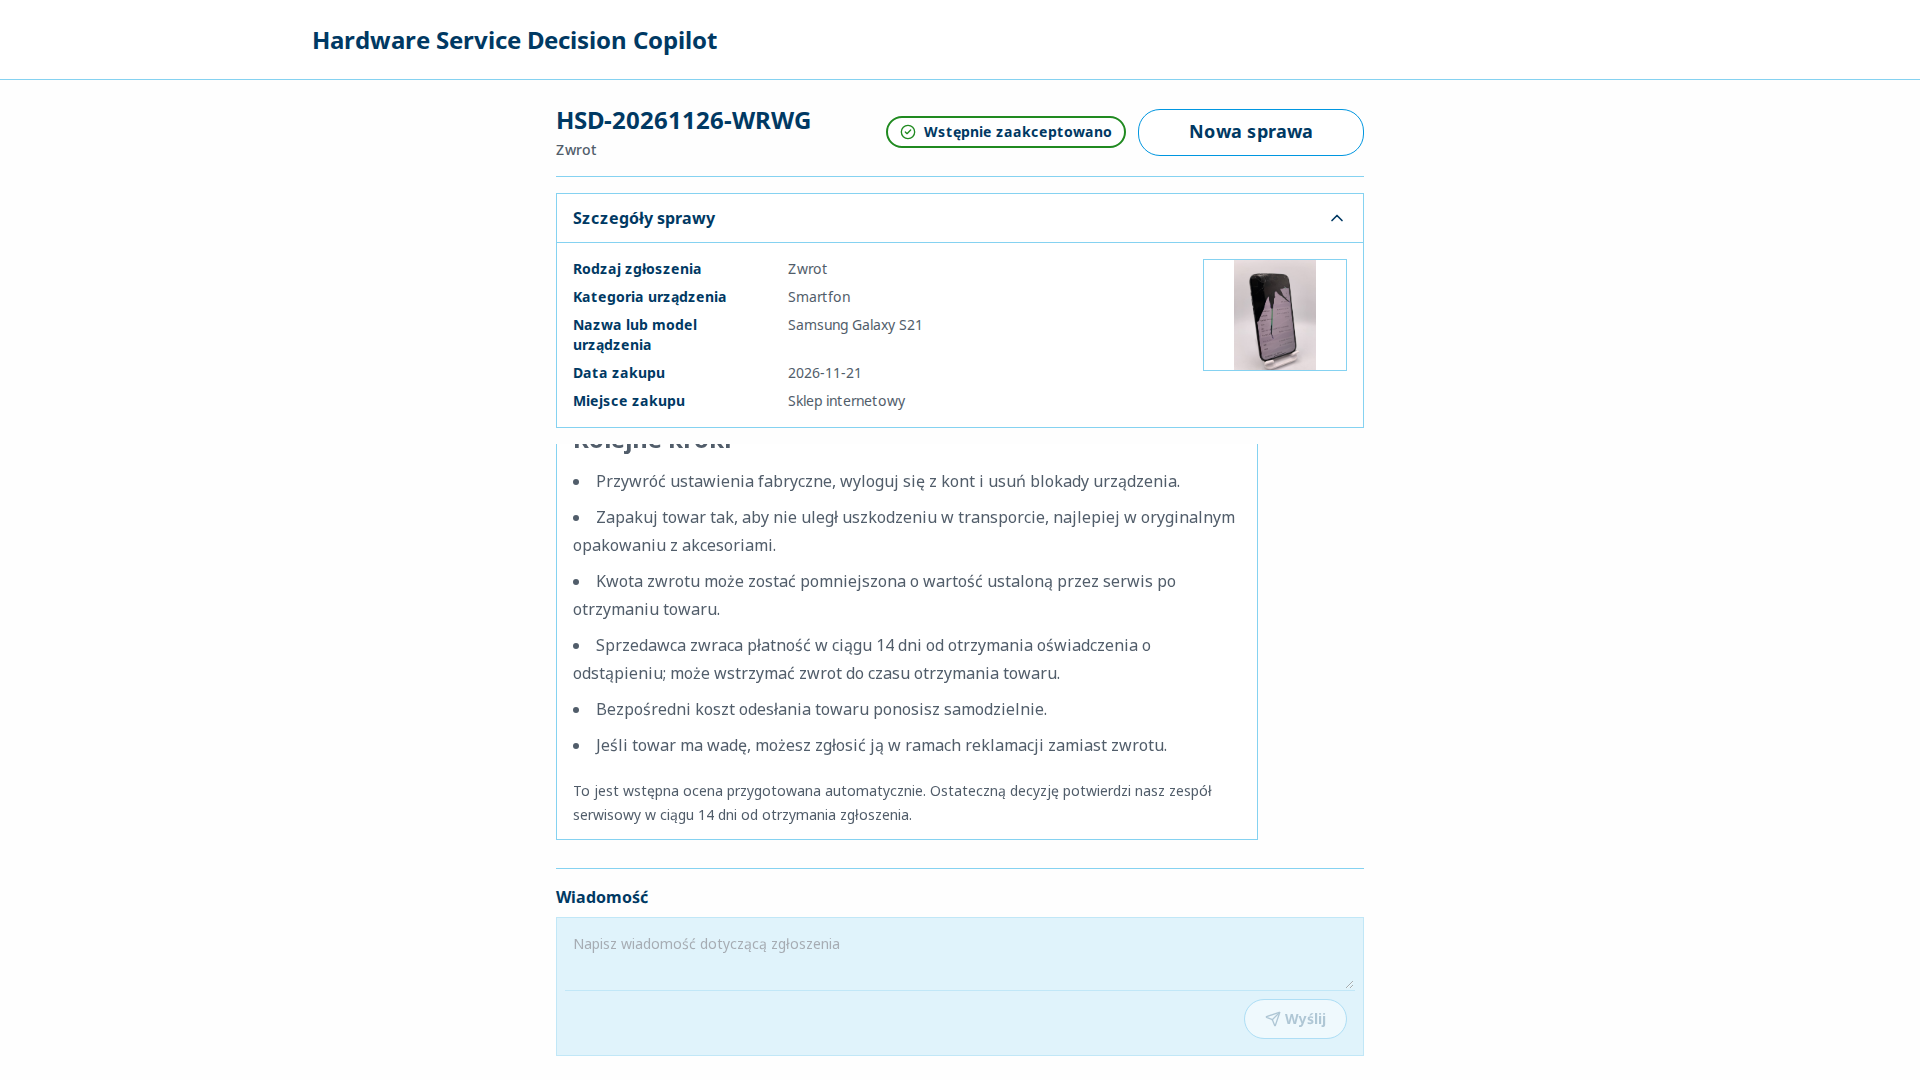 Hardware Service Decision Copilot
HSD-20261126-WRWG
Zwrot
Wstępnie zaakceptowano
Nowa sprawa
Szczegóły sprawy
Rodzaj zgłoszenia
Zwrot
Kategoria urządzenia
Smartfon
Nazwa lub model
urządzenia
Samsung Galaxy S21
Data zakupu
2026-11-21
Miejsce zakupu
Sklep internetowy
Kolejne kroki
Przywróć ustawienia fabryczne, wyloguj się z kont i usuń blokady urządzenia.
Zapakuj towar tak, aby nie uległ uszkodzeniu w transporcie, najlepiej w oryginalnym
opakowaniu z akcesoriami.
Kwota zwrotu może zostać pomniejszona o wartość ustaloną przez serwis po
otrzymaniu towaru.
Sprzedawca zwraca płatność w ciągu 14 dni od otrzymania oświadczenia o
odstąpieniu; może wstrzymać zwrot do czasu otrzymania towaru.
Bezpośredni koszt odesłania towaru ponosisz samodzielnie.
Jeśli towar ma wadę, możesz zgłosić ją w ramach reklamacji zamiast zwrotu.
To jest wstępna ocena przygotowana automatycznie. Ostateczną decyzję potwierdzi nasz zespół
serwisowy w ciągu 14 dni od otrzymania zgłoszenia.
Wiadomość
Napisz wiadomość dotyczącą zgłoszenia
Wyślij